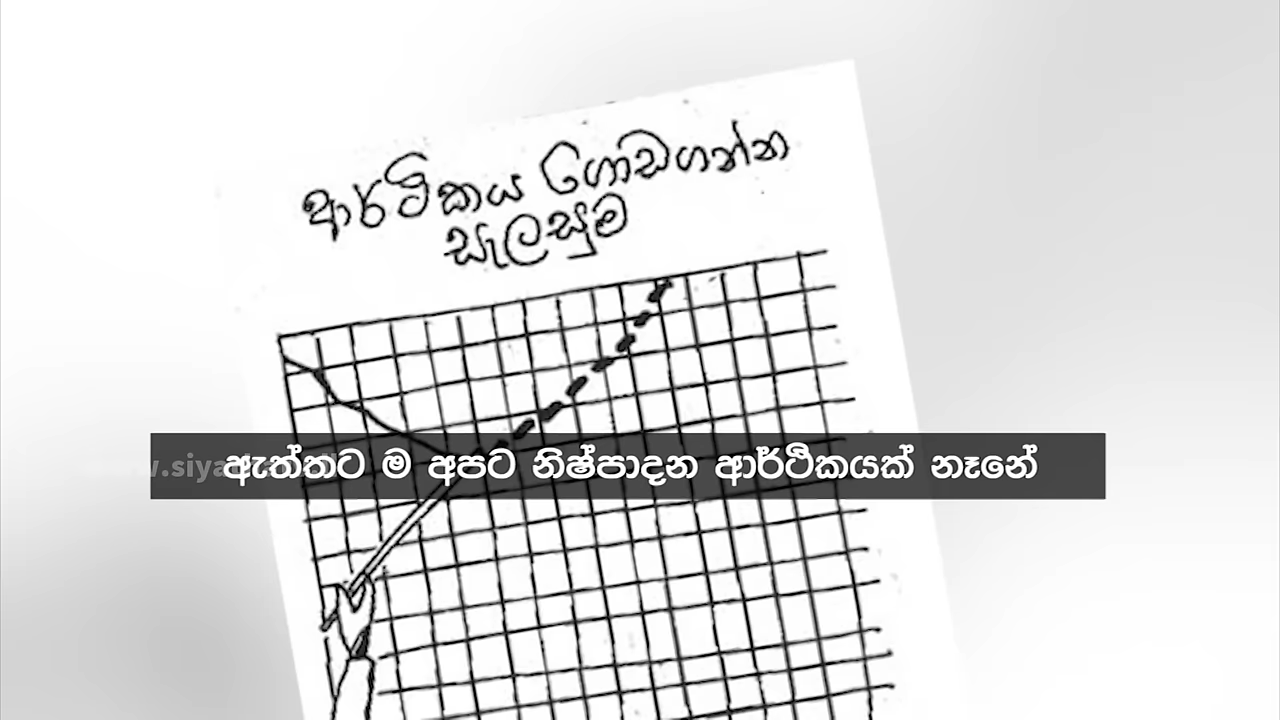 ආර්ථිකය ගොඩගන්න
සැලසුම
ඇත්තට ම අපට නිෂ්පාදන ආර්ථිකයක් නෑනේ